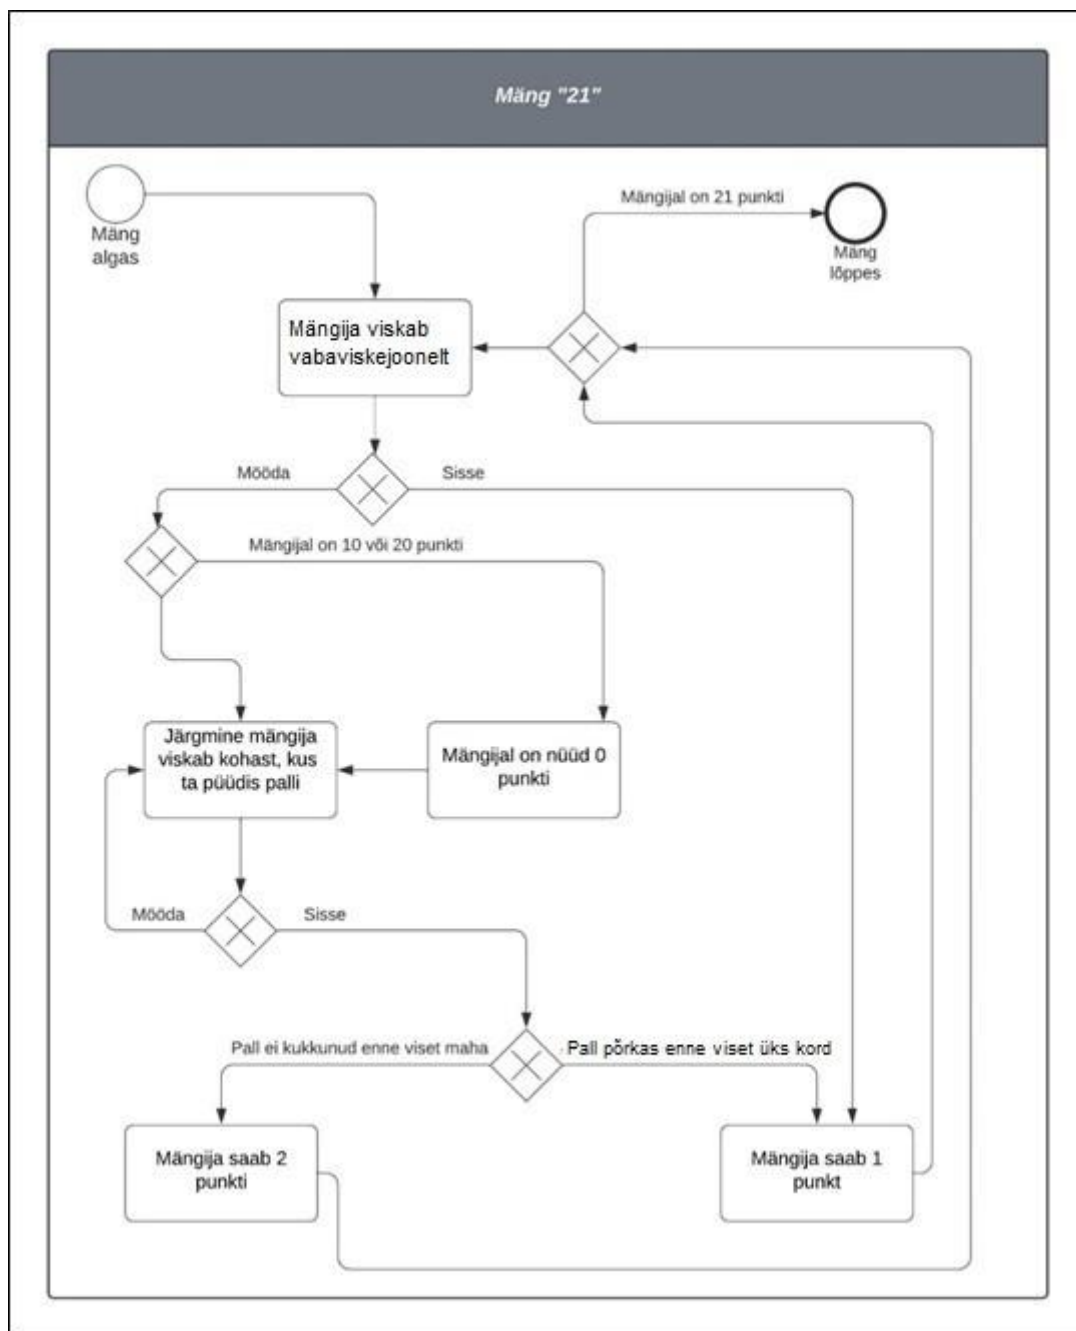 Mäng "21"
Mäng
algas
Mängijal on 21 punkti
Mäng
lõppes
Mängija viskab
vabaviskejoonelt
Mööda
Sisse
Mängijal on 10 või 20 punkti
Järgmine mängija
viskab kohast, kus
ta püüdis palli
Mängijal on nüüd 0
punkti
Mööda
Sisse
Pall ei kukkunud enne viset maha
Pall põrkas enne viset üks kord
Mängija saab 2
punkti
Mängija saab 1
punkt